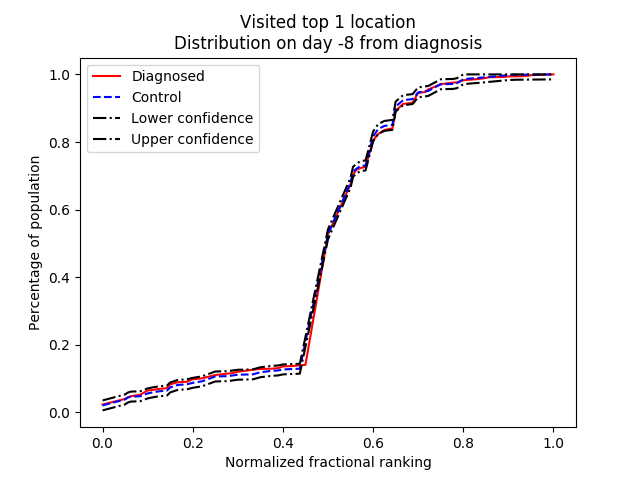 Visited top 1 location
Distribution on day -8 from diagnosis
Diagnosed
Control
Lower confidence
Upper confidence
Percentage of population
1.0
0.8
0.6
0.4
0.2
0.0
0.0 0.2 0.4 0.6 0.8 1.0
Normalized fractional ranking